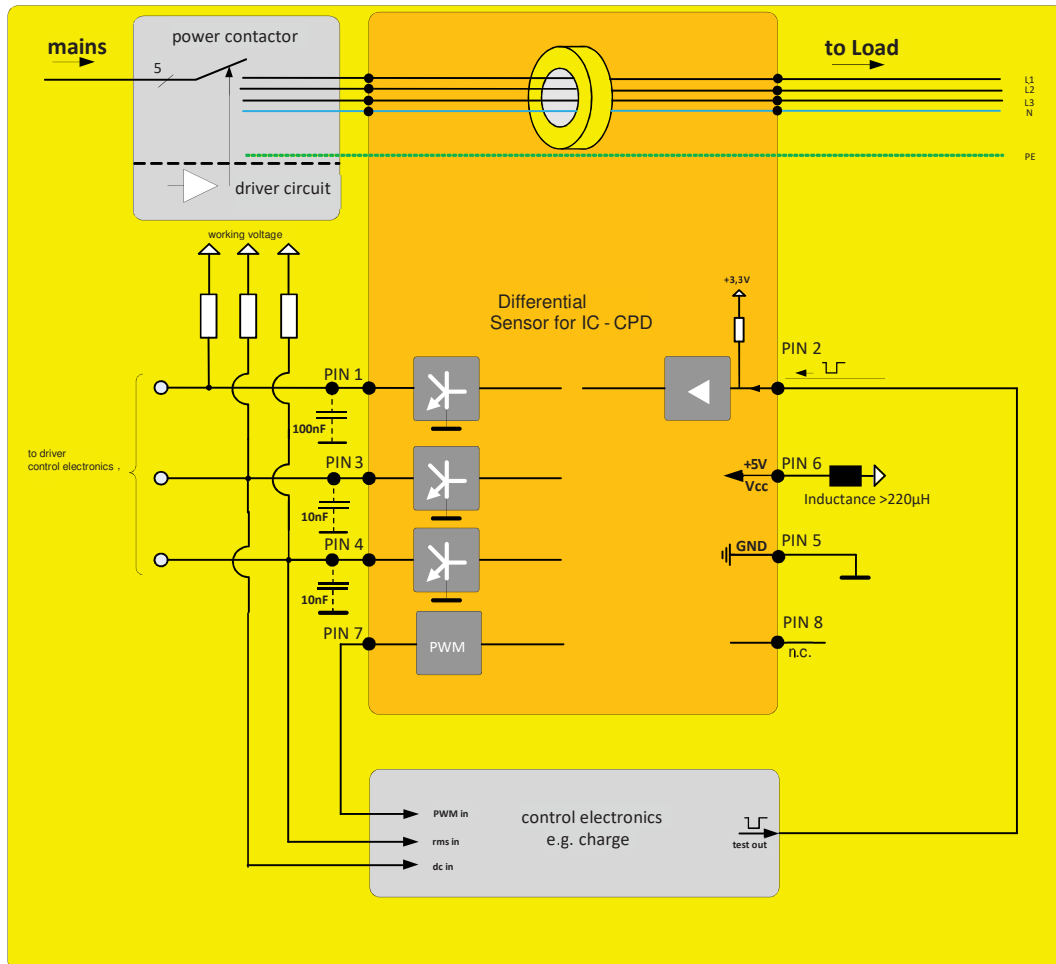 power contactor
mains
to Load
5
L1
L2
L3
N
PE
driver circuit
working voltage
+3,3V
Differential
Sensor for IC - CPD
PIN 2
PIN 1
100nF
to driver
control electronics ,
PIN 3
+5V
PIN 6
Vcc
Inductance >220µH
10nF
PIN 4
GND
PIN 5
10nF
PIN 7
PWM
PIN 8
n.c.
PWM in
control electronics
e.g. charge
rms in
test out
dc in